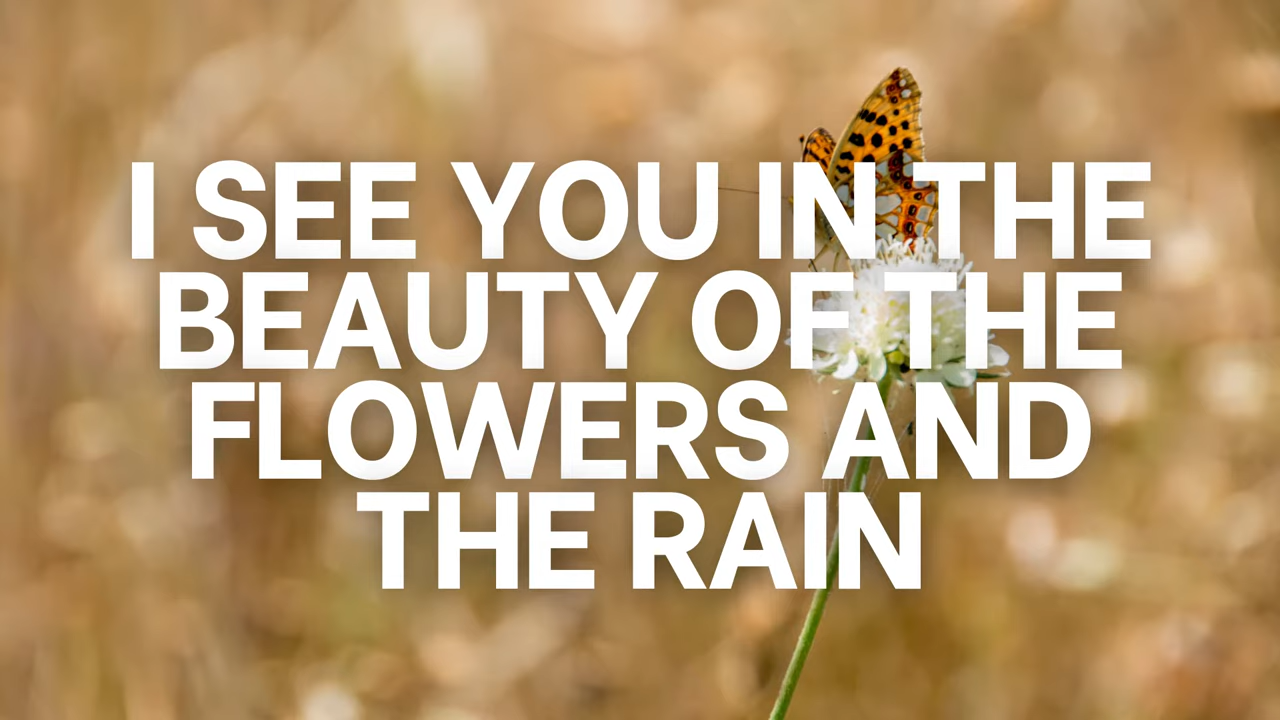 I SEE YOU IN THE
BEAUTY OF THE
FLOWERS AND
THE RAIN